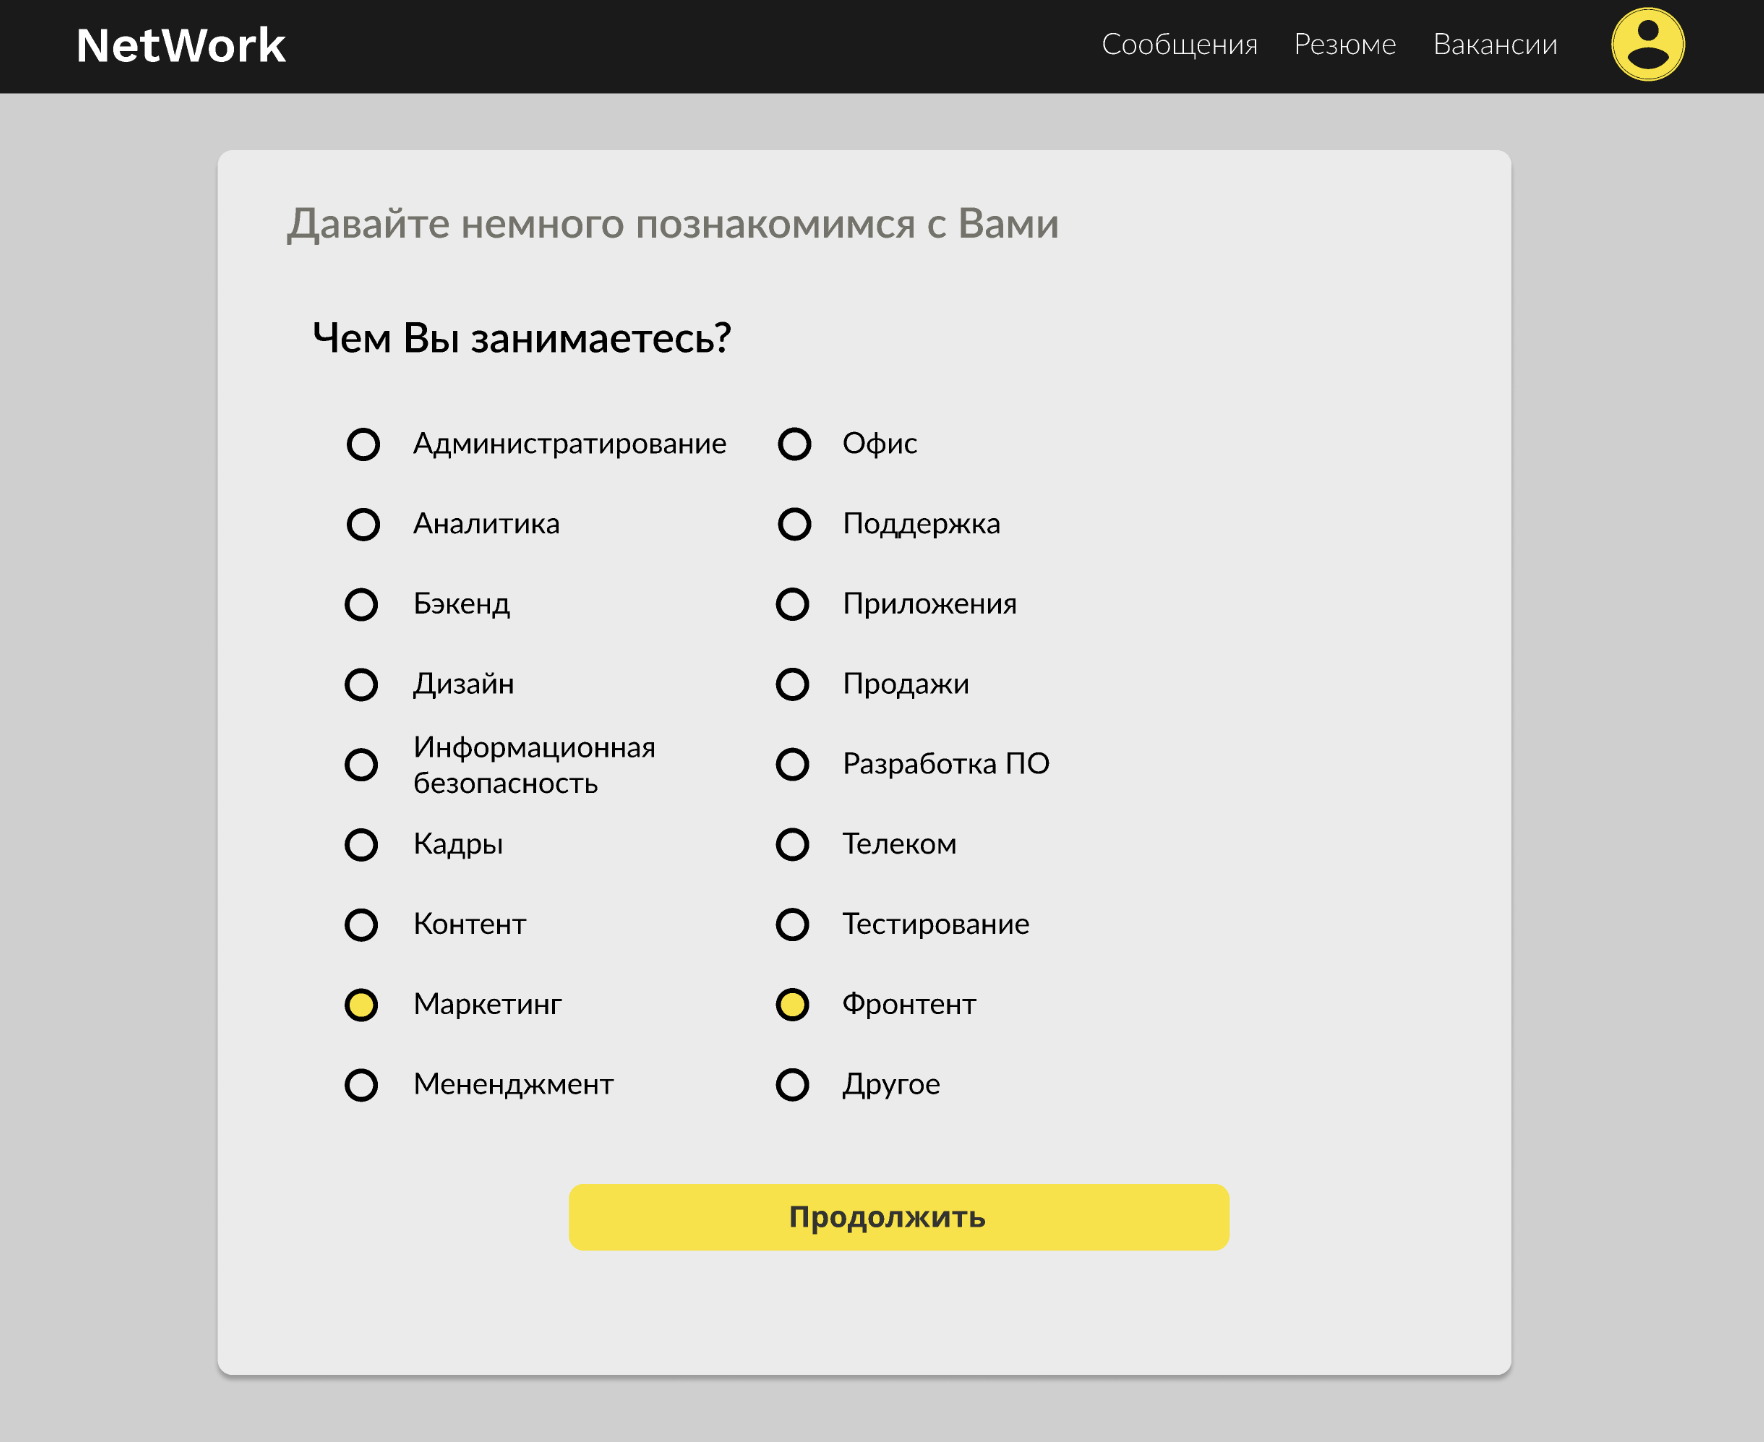 NetWork
Сообщения Резюме Вакансии
Давайте немного познакомимся с Вами
Чем Вы занимаетесь?
Администратирование
Аналитика
Бэкенд
Дизайн
Информационная
безопасность
Кадры
Контент
Маркетинг
Мененджмент
Офис
Поддержка
Приложения
Продажи
Разработка ПО
Телеком
Тестирование
Фронтент
Другое
Продолжить